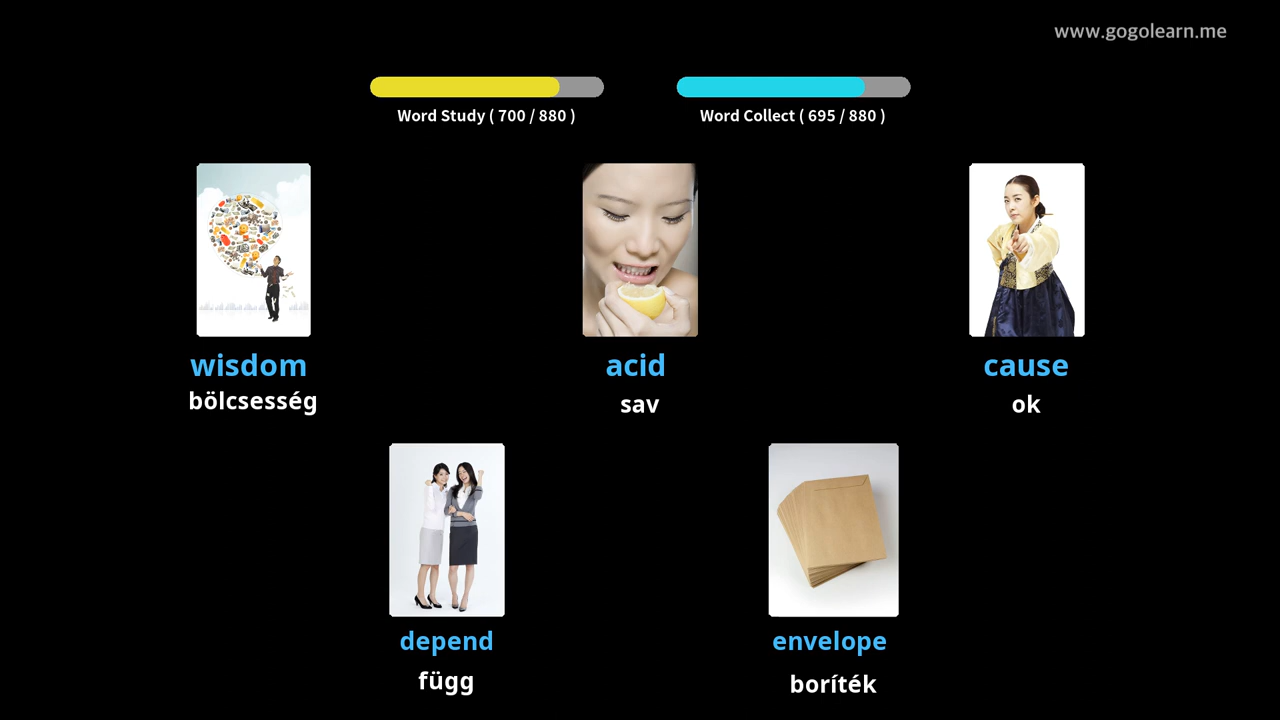 www.gogolearn.me
Word Study ( 700 / 880 )
Word Collect ( 695 / 880 )
wisdom
bölcsesség
acid
sav
cause
ok
depend
függ
envelope
boríték